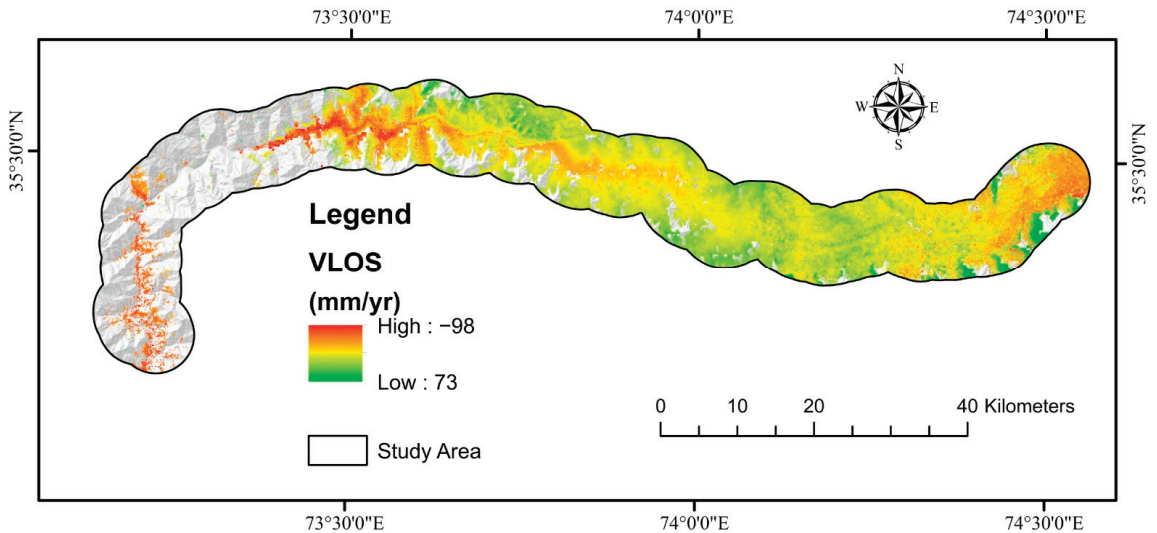 73°30'0"E 74°0'0"E 74°30'0"E
N
W E
S
35°30'0"N 35°30'0"N
Legend
VLOS
(mm/yr)
High : −98
Low : 73
0 10 20 40 Kilometers
Study Area
73°30'0"E 74°0'0"E 74°30'0"E